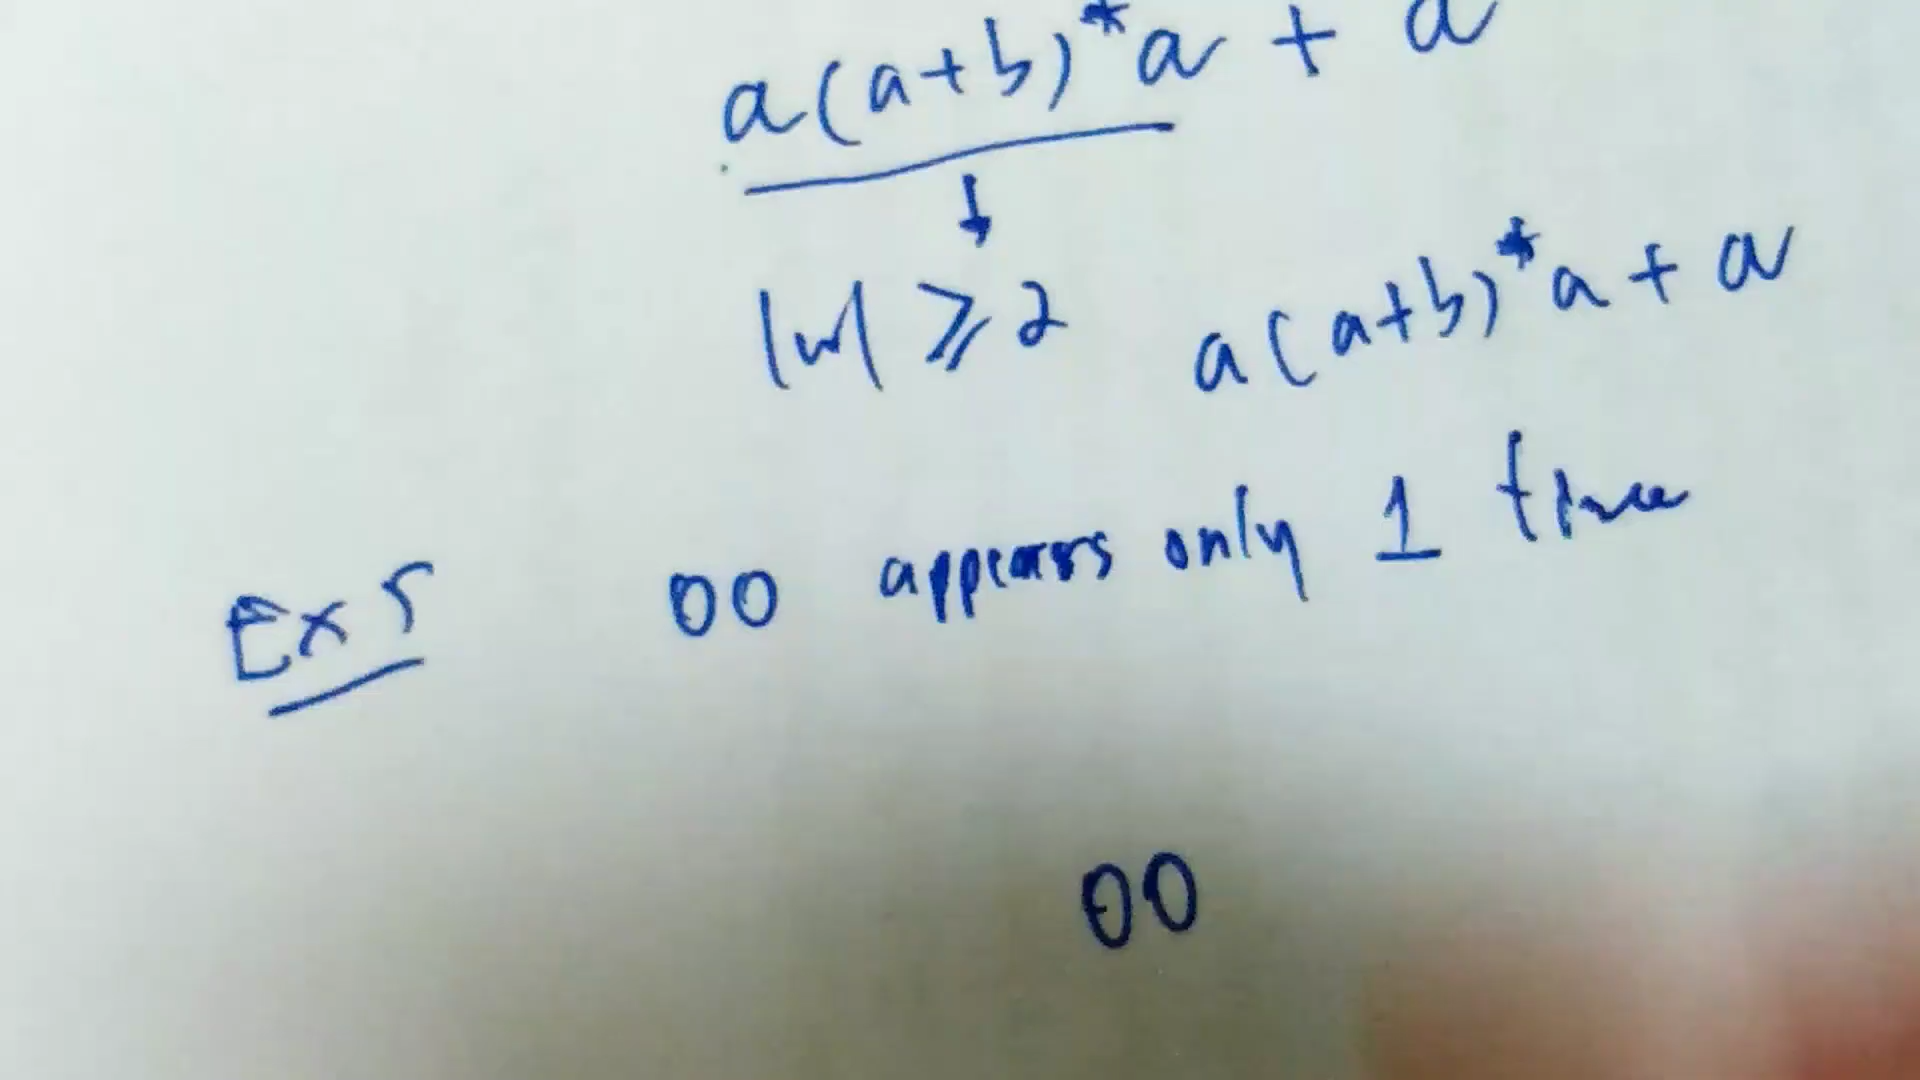 a(a+b)*a + a
|w| ⩾ 2 a(a+b)*a + a
Ex 5 00 appears only 1 time
00